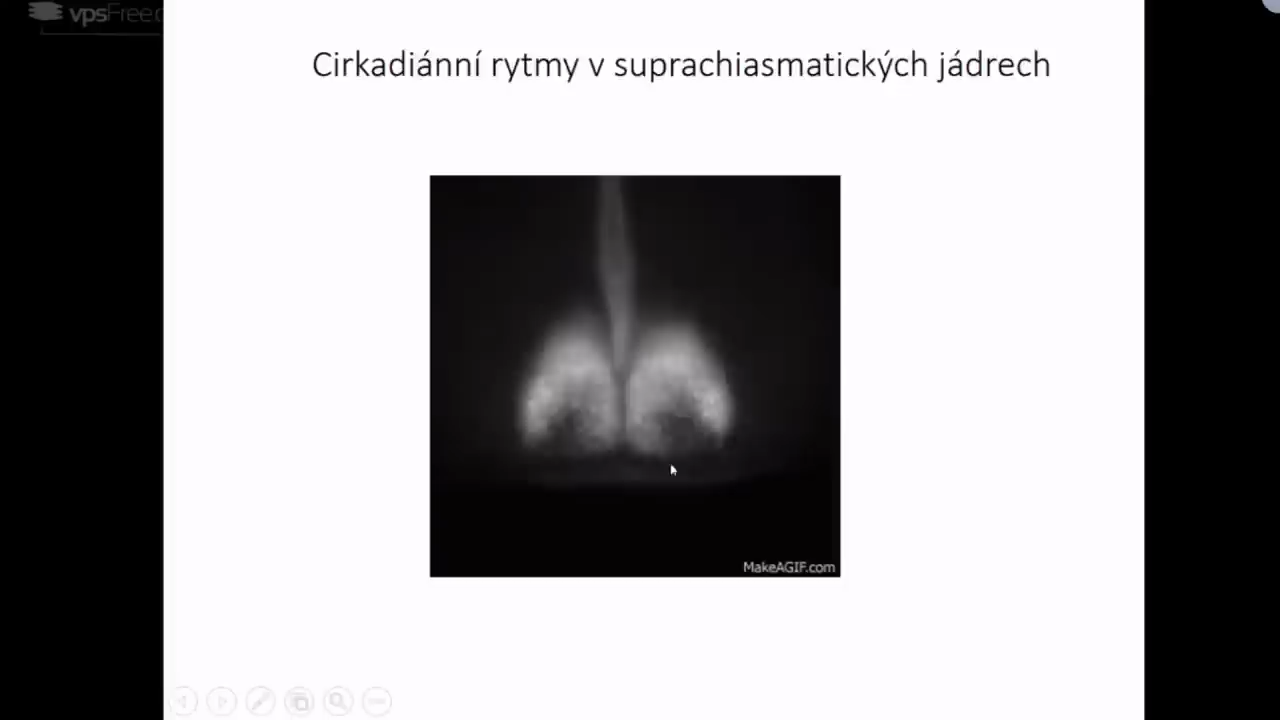 vpsFree.c
Cirkadiánní rytmy v suprachiasmatických jádrech
MakeAGIF.com